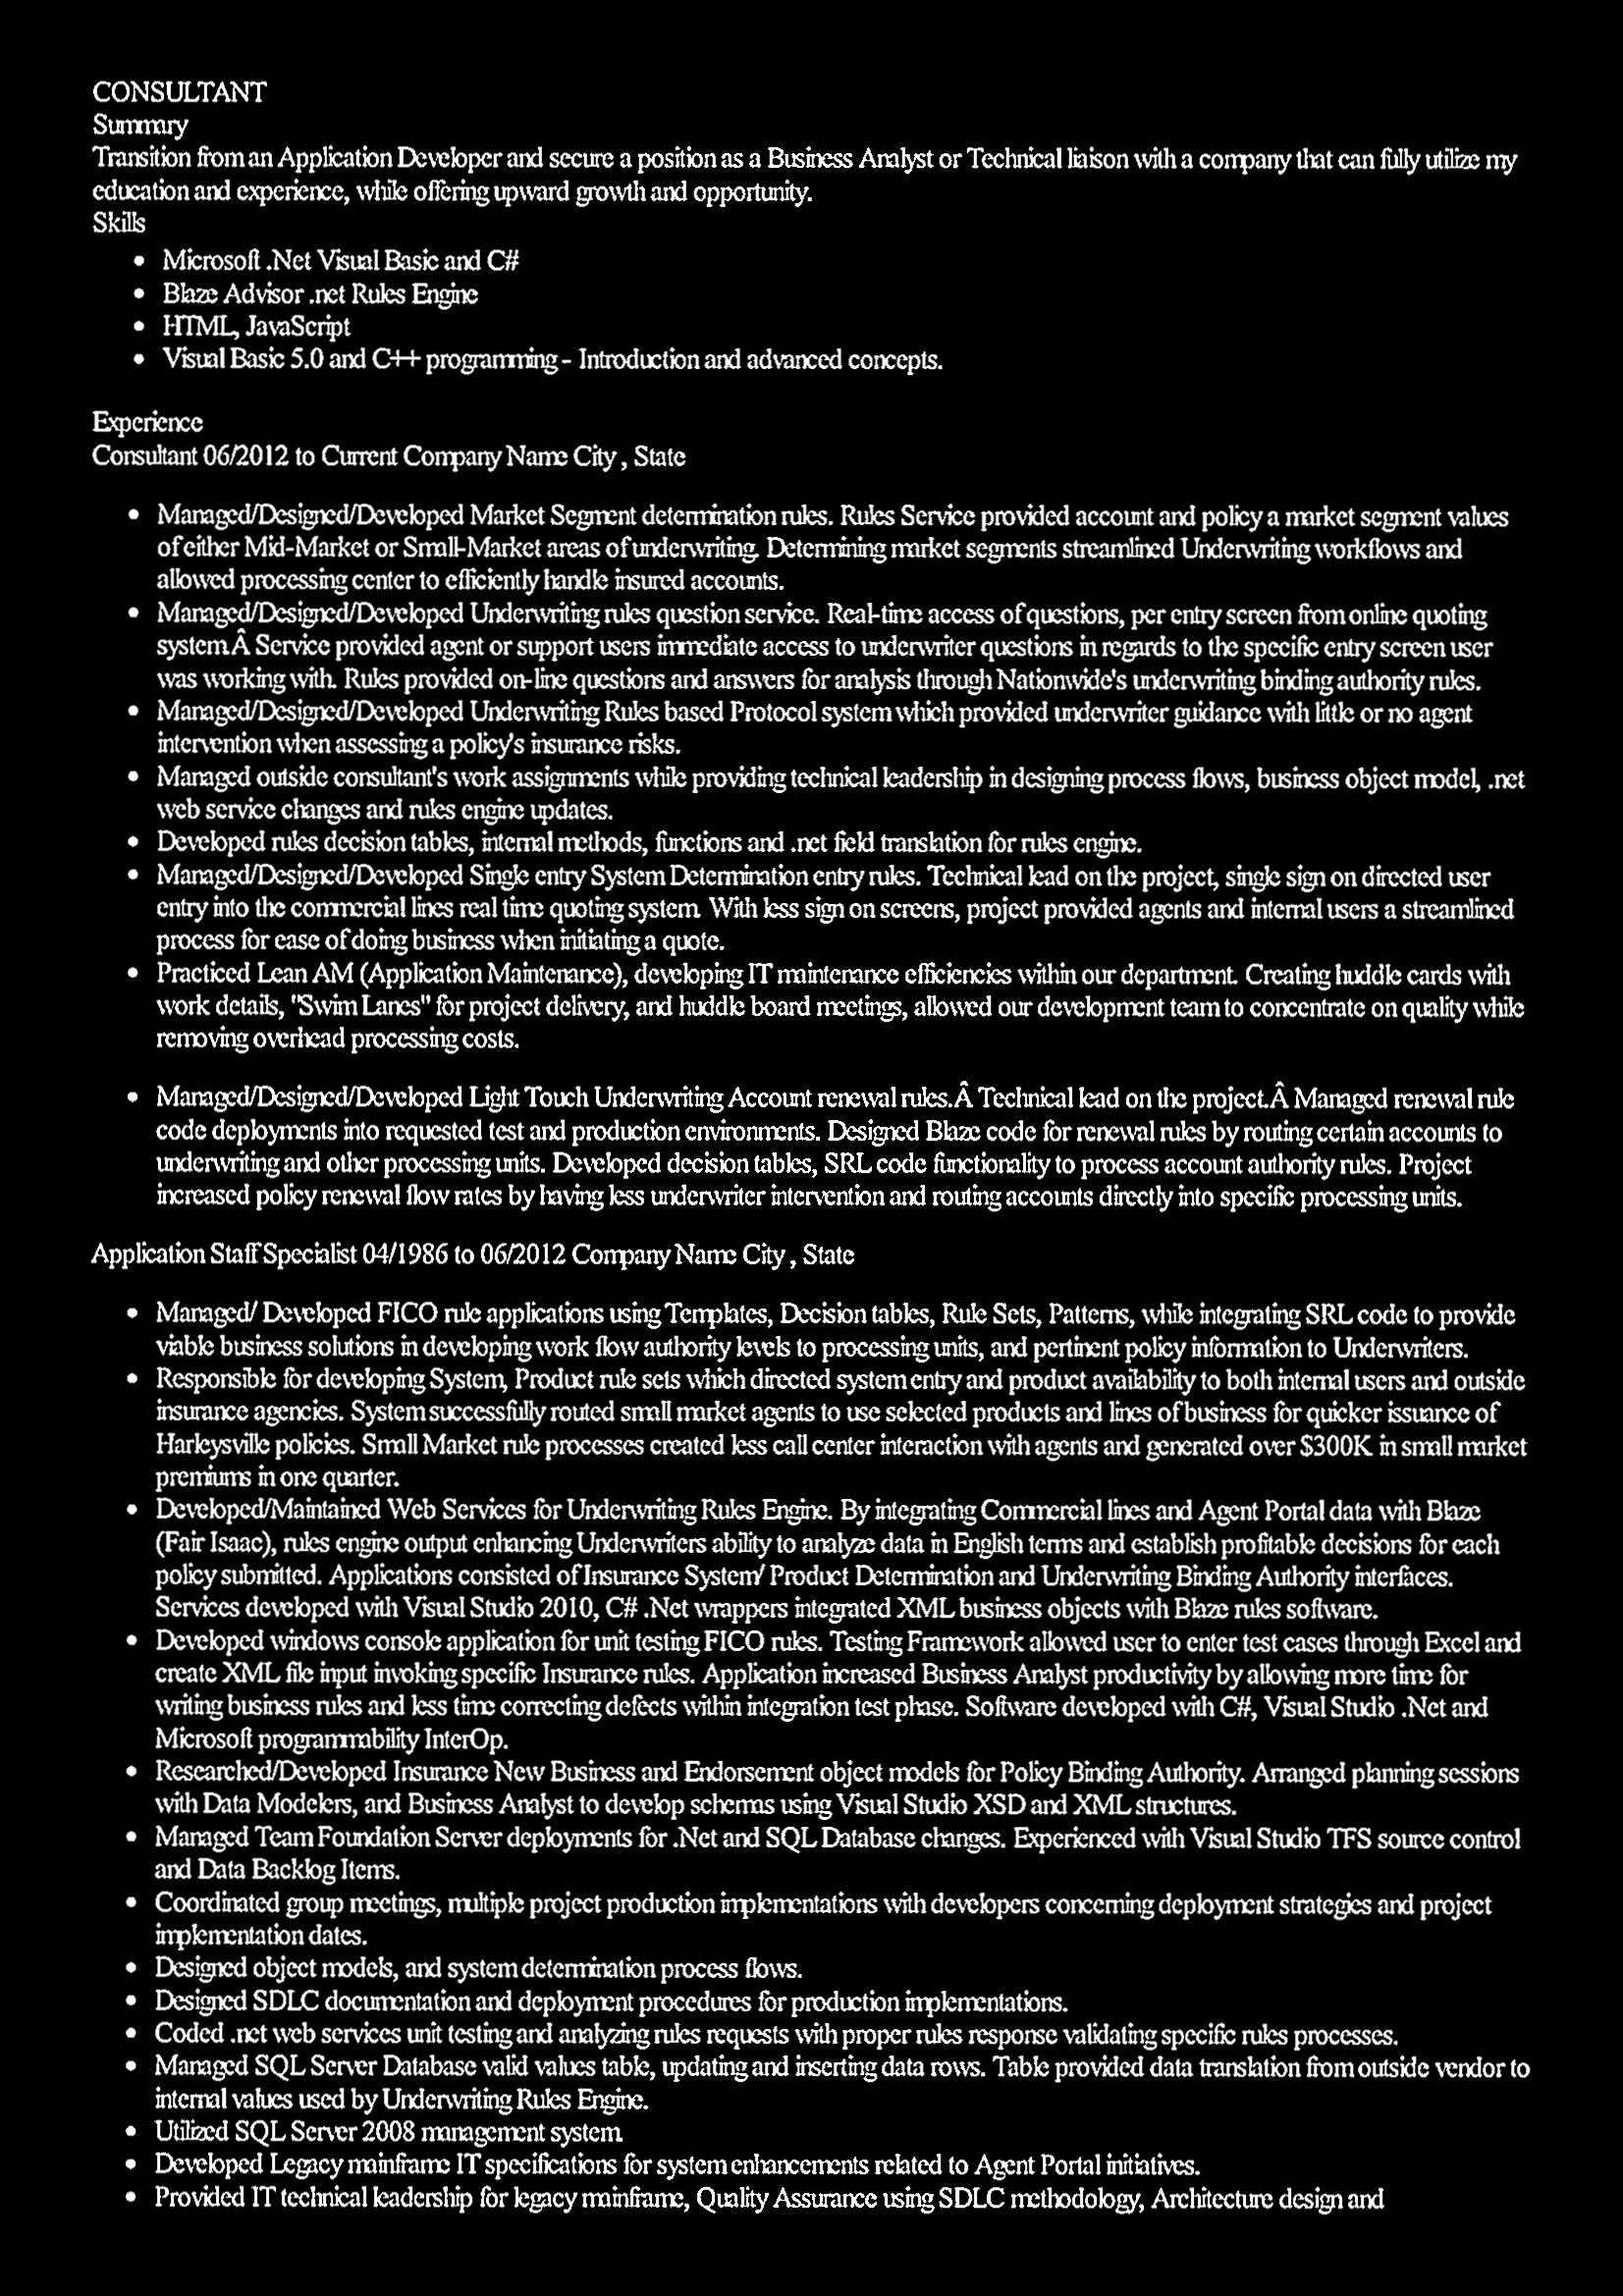 CONSULTANT
Summary
Transition from an Application Developer and secure a position as a Business Analyst or Technical liaison with a company that can fully utilize my
education and experience, while offering upward growth and opportunity.
Skills
• Microsoft .Net Visual Basic and C#
• Blaze Advisor .net Rules Engine
• HTML, JavaScript
• Visual Basic 5.0 and C++ programming - Introduction and advanced concepts.
Experience
Consultant 06/2012 to Current Company Name City , State
• Managed/Designed/Developed Market Segment determination rules. Rules Service provided account and policy a market segment values
of either Mid-Market or Small-Market areas of underwriting. Determining market segments streamlined Underwriting workflows and
allowed processing center to efficiently handle insured accounts.
• Managed/Designed/Developed Underwriting rules question service. Real-time access of questions, per entry screen from online quoting
system.Â Service provided agent or support users immediate access to underwriter questions in regards to the specific entry screen user
was working with. Rules provided on-line questions and answers for analysis through Nationwide's underwriting binding authority rules.
• Managed/Designed/Developed Underwriting Rules based Protocol system which provided underwriter guidance with little or no agent
intervention when assessing a policy's insurance risks.
• Managed outside consultant's work assignments while providing technical leadership in designing process flows, business object model, .net
web service changes and rules engine updates.
• Developed rules decision tables, internal methods, functions and .net field translation for rules engine.
• Managed/Designed/Developed Single entry System Determination entry rules. Technical lead on the project, single sign on directed user
entry into the commercial lines real time quoting system. With less sign on screens, project provided agents and internal users a streamlined
process for ease of doing business when initiating a quote.
• Practiced Lean AM (Application Maintenance), developing IT maintenance efficiencies within our department. Creating huddle cards with
work details, "Swim Lanes" for project delivery, and huddle board meetings, allowed our development team to concentrate on quality while
removing overhead processing costs.
• Managed/Designed/Developed Light Touch Underwriting Account renewal rules.Â Technical lead on the project.Â Managed renewal rule
code deployments into requested test and production environments. Designed Blaze code for renewal rules by routing certain accounts to
underwriting and other processing units. Developed decision tables, SRL code functionality to process account authority rules. Project
increased policy renewal flow rates by having less underwriter intervention and routing accounts directly into specific processing units.
Application Staff Specialist 04/1986 to 06/2012 Company Name City , State
• Managed/ Developed FICO rule applications using Templates, Decision tables, Rule Sets, Patterns, while integrating SRL code to provide
viable business solutions in developing work flow authority levels to processing units, and pertinent policy information to Underwriters.
• Responsible for developing System, Product rule sets which directed system entry and product availability to both internal users and outside
insurance agencies. System successfully routed small market agents to use selected products and lines of business for quicker issuance of
Harleysville policies. Small Market rule processes created less call center interaction with agents and generated over $300K in small market
premiums in one quarter.
• Developed/Maintained Web Services for Underwriting Rules Engine. By integrating Commercial lines and Agent Portal data with Blaze
(Fair Isaac), rules engine output enhancing Underwriters ability to analyze data in English terms and establish profitable decisions for each
policy submitted. Applications consisted of Insurance System/ Product Determination and Underwriting Binding Authority interfaces.
Services developed with Visual Studio 2010, C# .Net wrappers integrated XML business objects with Blaze rules software.
• Developed windows console application for unit testing FICO rules. Testing Framework allowed user to enter test cases through Excel and
create XML file input invoking specific Insurance rules. Application increased Business Analyst productivity by allowing more time for
writing business rules and less time correcting defects within integration test phase. Software developed with C#, Visual Studio .Net and
Microsoft programmability InterOp.
• Researched/Developed Insurance New Business and Endorsement object models for Policy Binding Authority. Arranged planning sessions
with Data Modelers, and Business Analyst to develop schemas using Visual Studio XSD and XML structures.
• Managed Team Foundation Server deployments for .Net and SQL Database changes. Experienced with Visual Studio TFS source control
and Data Backlog Items.
• Coordinated group meetings, multiple project production implementations with developers concerning deployment strategies and project
implementation dates.
• Designed object models, and system determination process flows.
• Designed SDLC documentation and deployment procedures for production implementations.
• Coded .net web services unit testing and analyzing rules requests with proper rules response validating specific rules processes.
• Managed SQL Server Database valid values table, updating and inserting data rows. Table provided data translation from outside vendor to
internal values used by Underwriting Rules Engine.
• Utilized SQL Server 2008 management system.
• Developed Legacy mainframe IT specifications for system enhancements related to Agent Portal initiatives.
• Provided IT technical leadership for legacy mainframe, Quality Assurance using SDLC methodology, Architecture design and